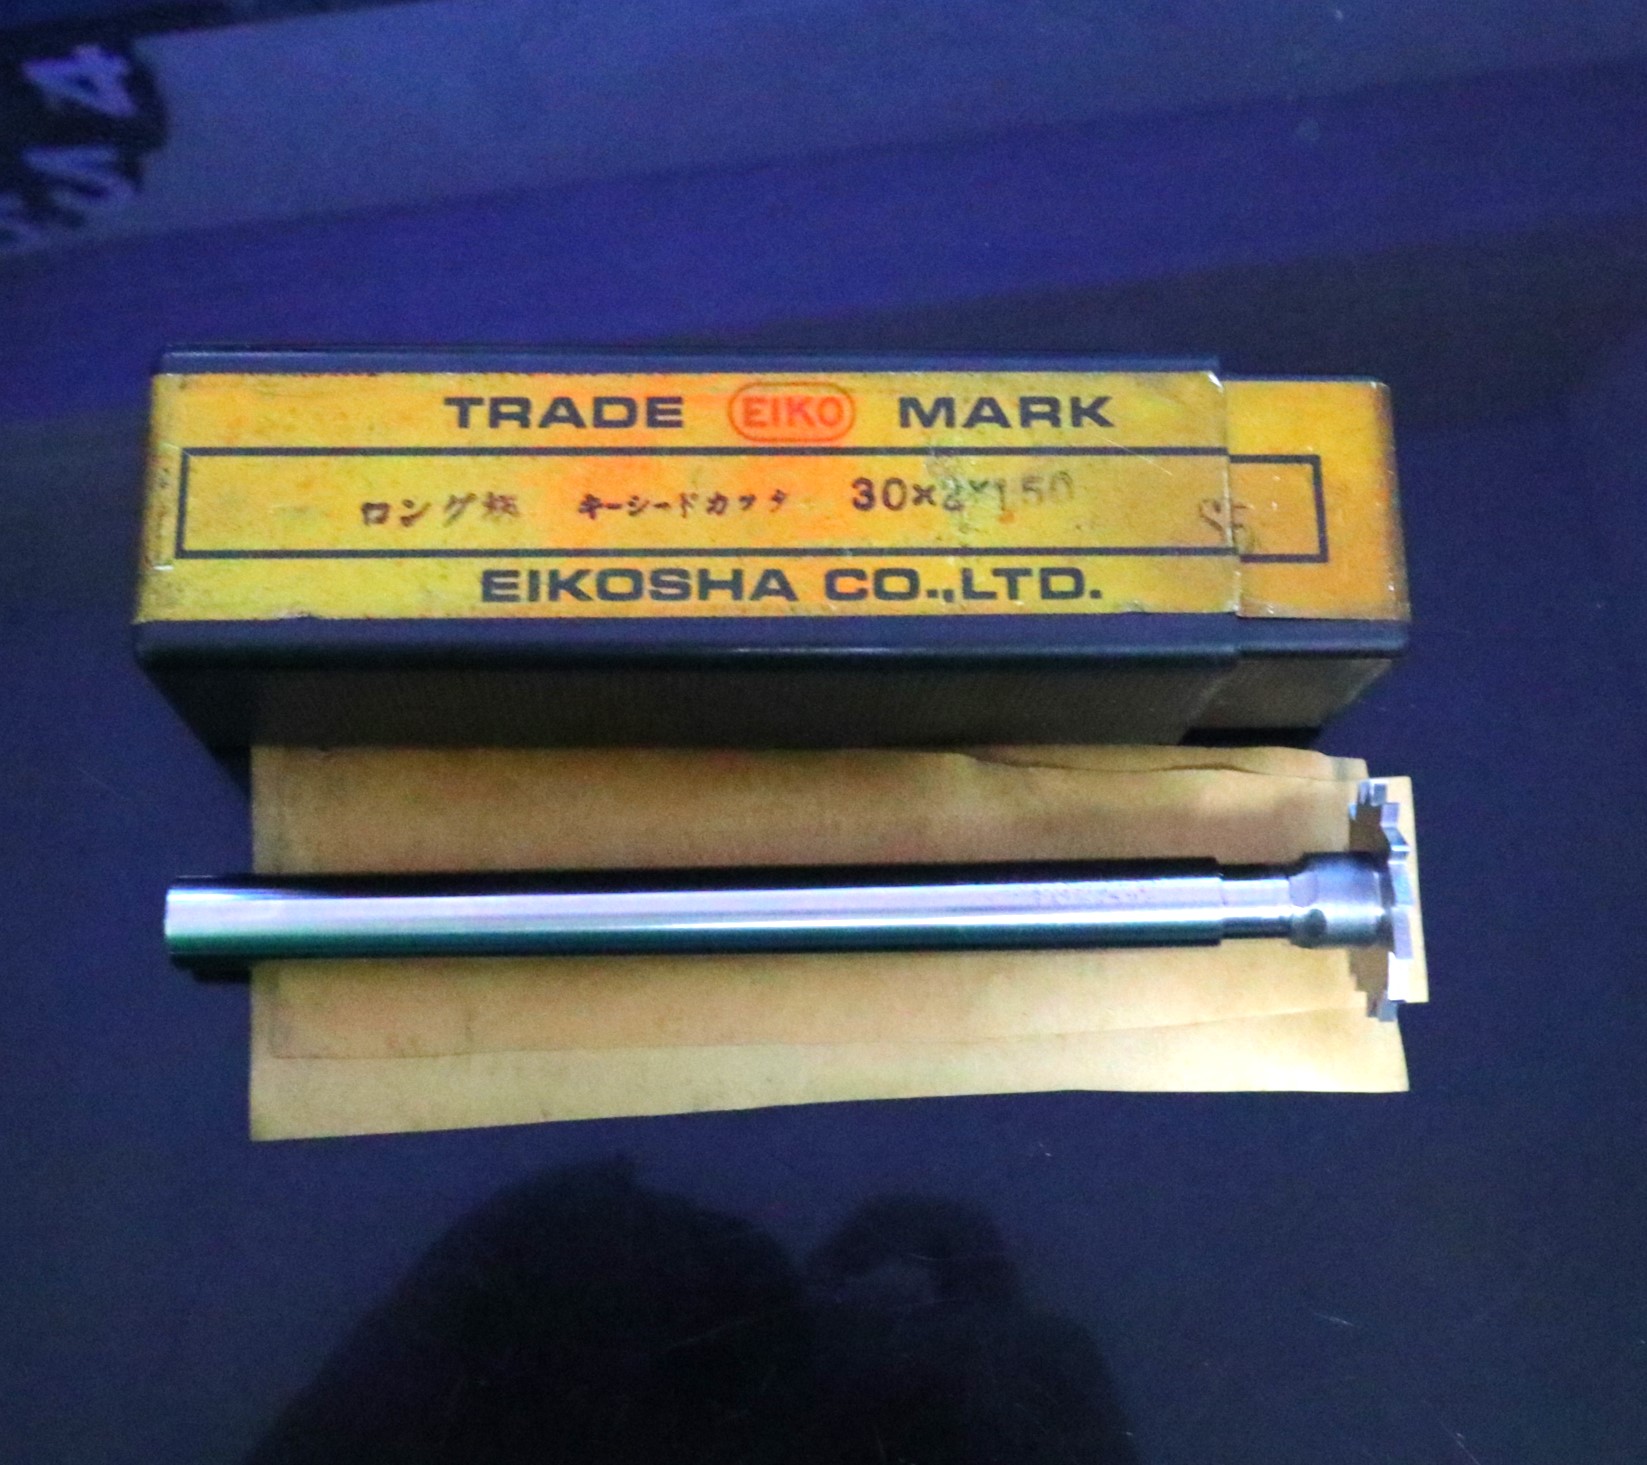 TRADE EIKO MARK
ロング柄 キーシードカッタ 30×2×150
EIKOSHA CO.,LTD.